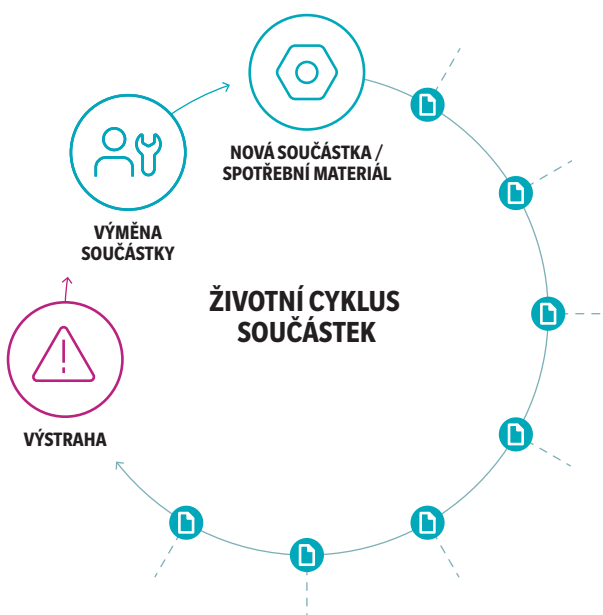 NOVÁ SOUČÁSTKA /
SPOTŘEBNÍ MATERIÁL
VÝMĚNA
SOUČÁSTKY
ŽIVOTNÍ CYKLUS
SOUČÁSTEK
VÝSTRAHA